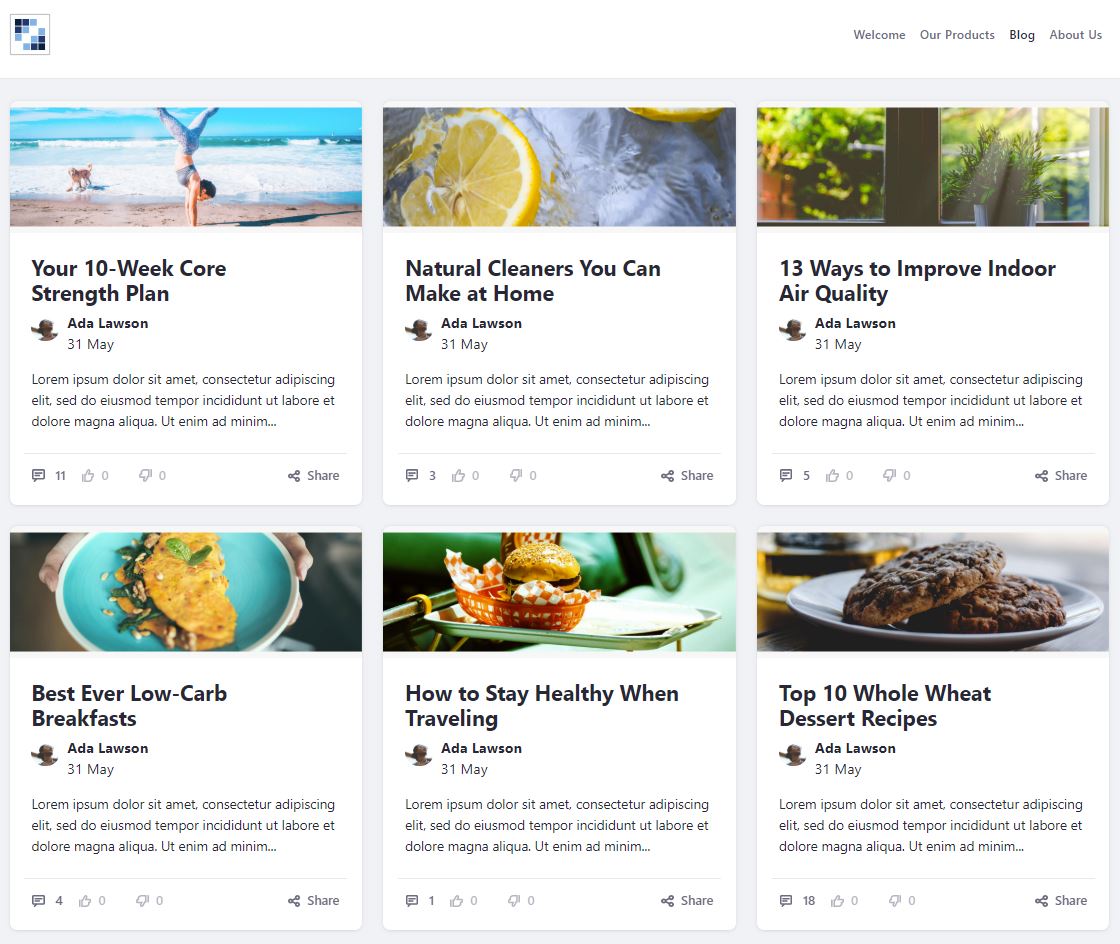 Welcome Our Products Blog About Us
Your 10-Week Core
Strength Plan
Ada Lawson
31 May
Lorem ipsum dolor sit amet, consectetur adipiscing
elit, sed do eiusmod tempor incididunt ut labore et
dolore magna aliqua. Ut enim ad minim...
11 0 0 Share
Natural Cleaners You Can
Make at Home
Ada Lawson
31 May
Lorem ipsum dolor sit amet, consectetur adipiscing
elit, sed do eiusmod tempor incididunt ut labore et
dolore magna aliqua. Ut enim ad minim...
3 0 0 Share
13 Ways to Improve Indoor
Air Quality
Ada Lawson
31 May
Lorem ipsum dolor sit amet, consectetur adipiscing
elit, sed do eiusmod tempor incididunt ut labore et
dolore magna aliqua. Ut enim ad minim...
5 0 0 Share
Best Ever Low-Carb
Breakfasts
Ada Lawson
31 May
Lorem ipsum dolor sit amet, consectetur adipiscing
elit, sed do eiusmod tempor incididunt ut labore et
dolore magna aliqua. Ut enim ad minim...
4 0 0 Share
How to Stay Healthy When
Traveling
Ada Lawson
31 May
Lorem ipsum dolor sit amet, consectetur adipiscing
elit, sed do eiusmod tempor incididunt ut labore et
dolore magna aliqua. Ut enim ad minim...
1 0 0 Share
Top 10 Whole Wheat
Dessert Recipes
Ada Lawson
31 May
Lorem ipsum dolor sit amet, consectetur adipiscing
elit, sed do eiusmod tempor incididunt ut labore et
dolore magna aliqua. Ut enim ad minim...
18 0 0 Share